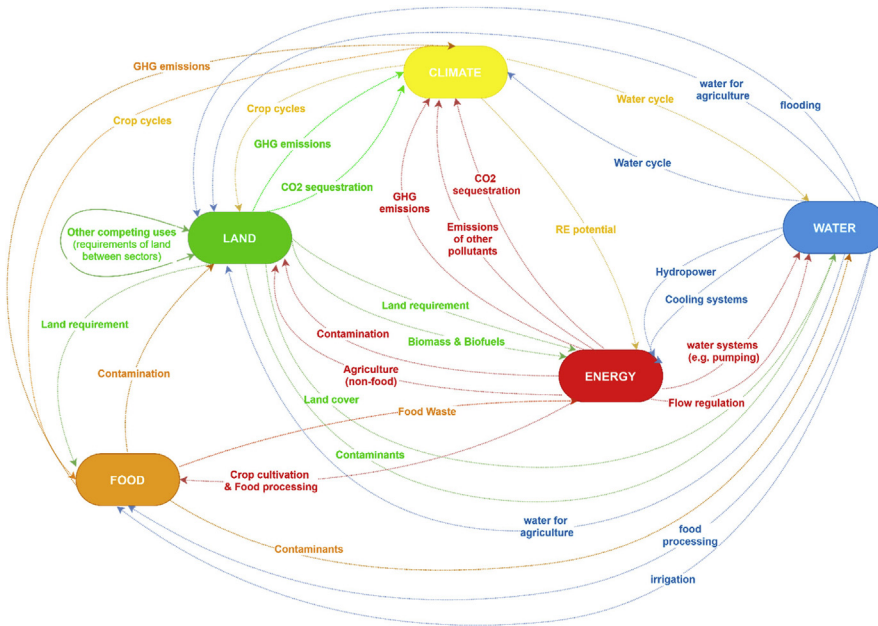 GHG emissions
CLIMATE
water for
agriculture
flooding
Water cycle
Crop cycles
Crop cycles
GHG emissions
Water cycle
CO2 sequestration
GHG
emissions
CO2
sequestration
Other competing uses
(requirements of land
between sectors)
LAND
Emissions
of other
pollutants
RE potential
WATER
Hydropower
Cooling systems
Land requirement
Land requirement
Contamination
Biomass & Biofuels
water systems
(e.g. pumping)
Contamination
Agriculture
(non-food)
ENERGY
Land cover
Food Waste
Flow regulation
Contaminants
FOOD
Crop cultivation
& Food processing
water for
agriculture
food
processing
Contaminants
irrigation